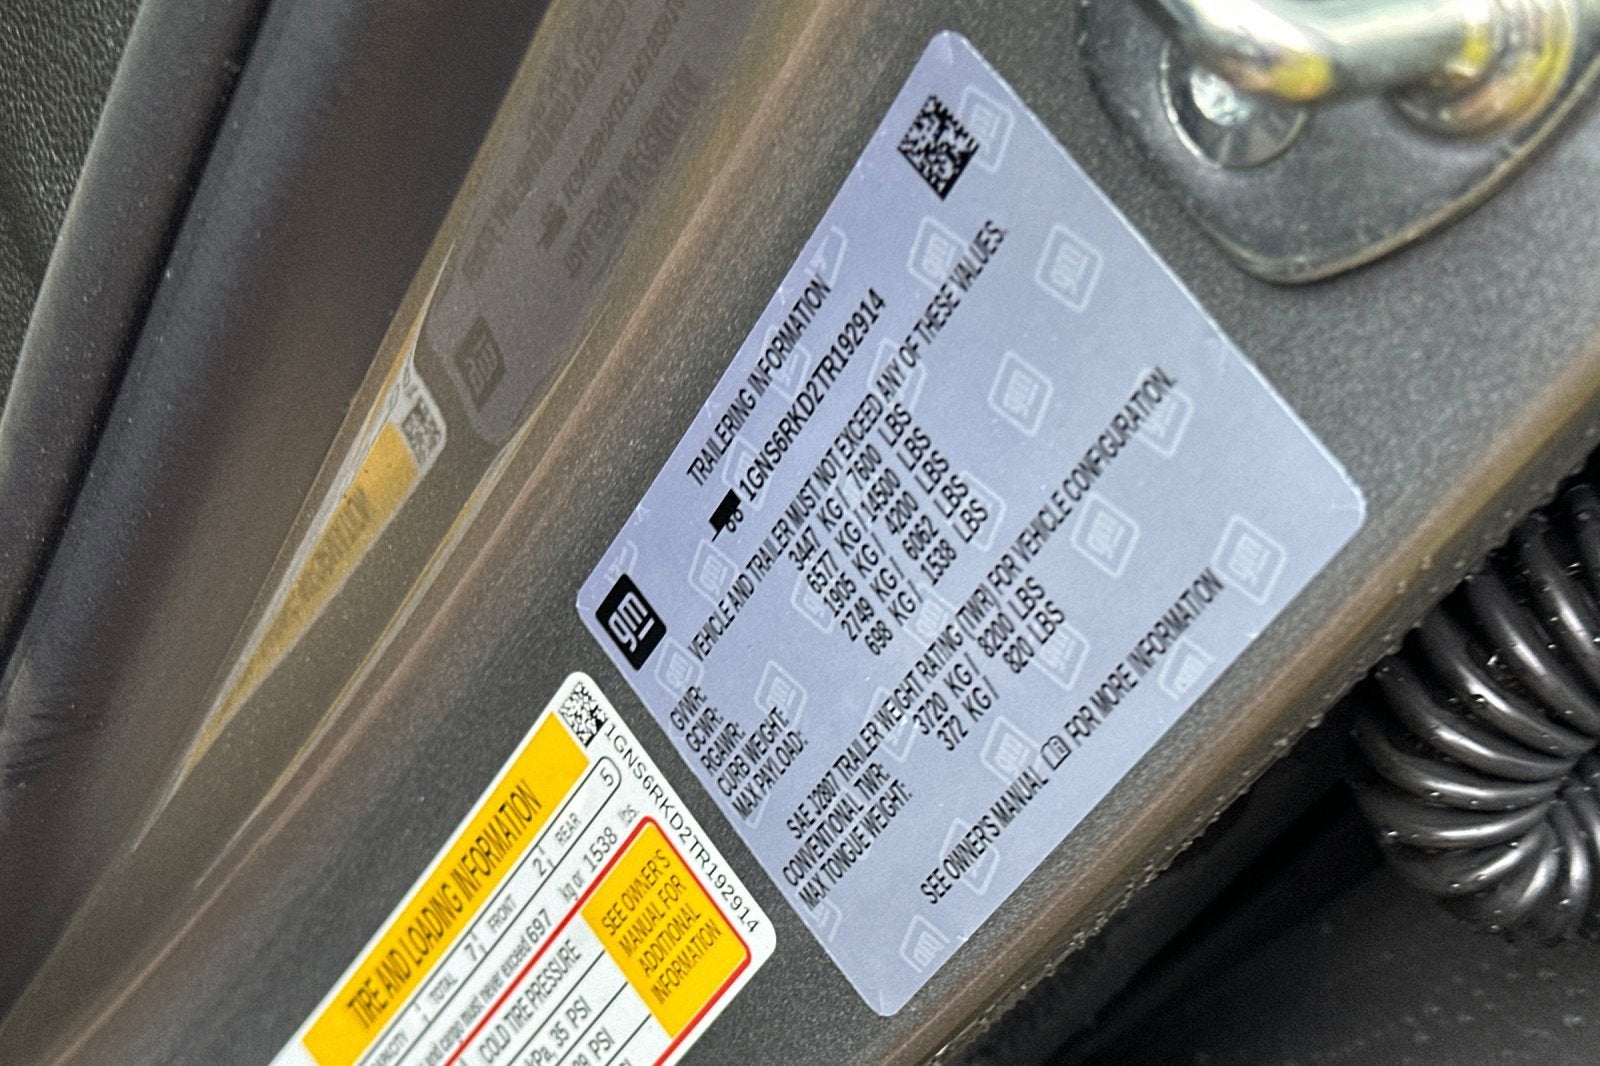 TRAILERING INFORMATION
1GNS6RKD2TR192914
gm
VEHICLE AND TRAILER MUST NOT EXCEED ANY OF THESE VALUES.
GVWR: 3447 KG / 7600 LBS
GCWR: 6577 KG / 14500 LBS
RGAWR: 1905 KG / 4200 LBS
CURB WEIGHT: 2749 KG / 6062 LBS
MAX PAYLOAD: 698 KG / 1538 LBS
SAE J2807 TRAILER WEIGHT RATING (TWR) FOR VEHICLE CONFIGURATION.
CONVENTIONAL TWR: 3720 KG / 8200 LBS
MAX TONGUE WEIGHT: 372 KG / 820 LBS
SEE OWNER'S MANUAL FOR MORE INFORMATION
1GNS6RKD2TR192914
TIRE AND LOADING INFORMATION
TOTAL 7 FRONT 2 REAR 5
cargo must never exceed 697 kg or 1538 lbs
COLD TIRE PRESSURE
SEE OWNER'S
MANUAL FOR
ADDITIONAL
INFORMATION
kPa, 35 PSI
PSI